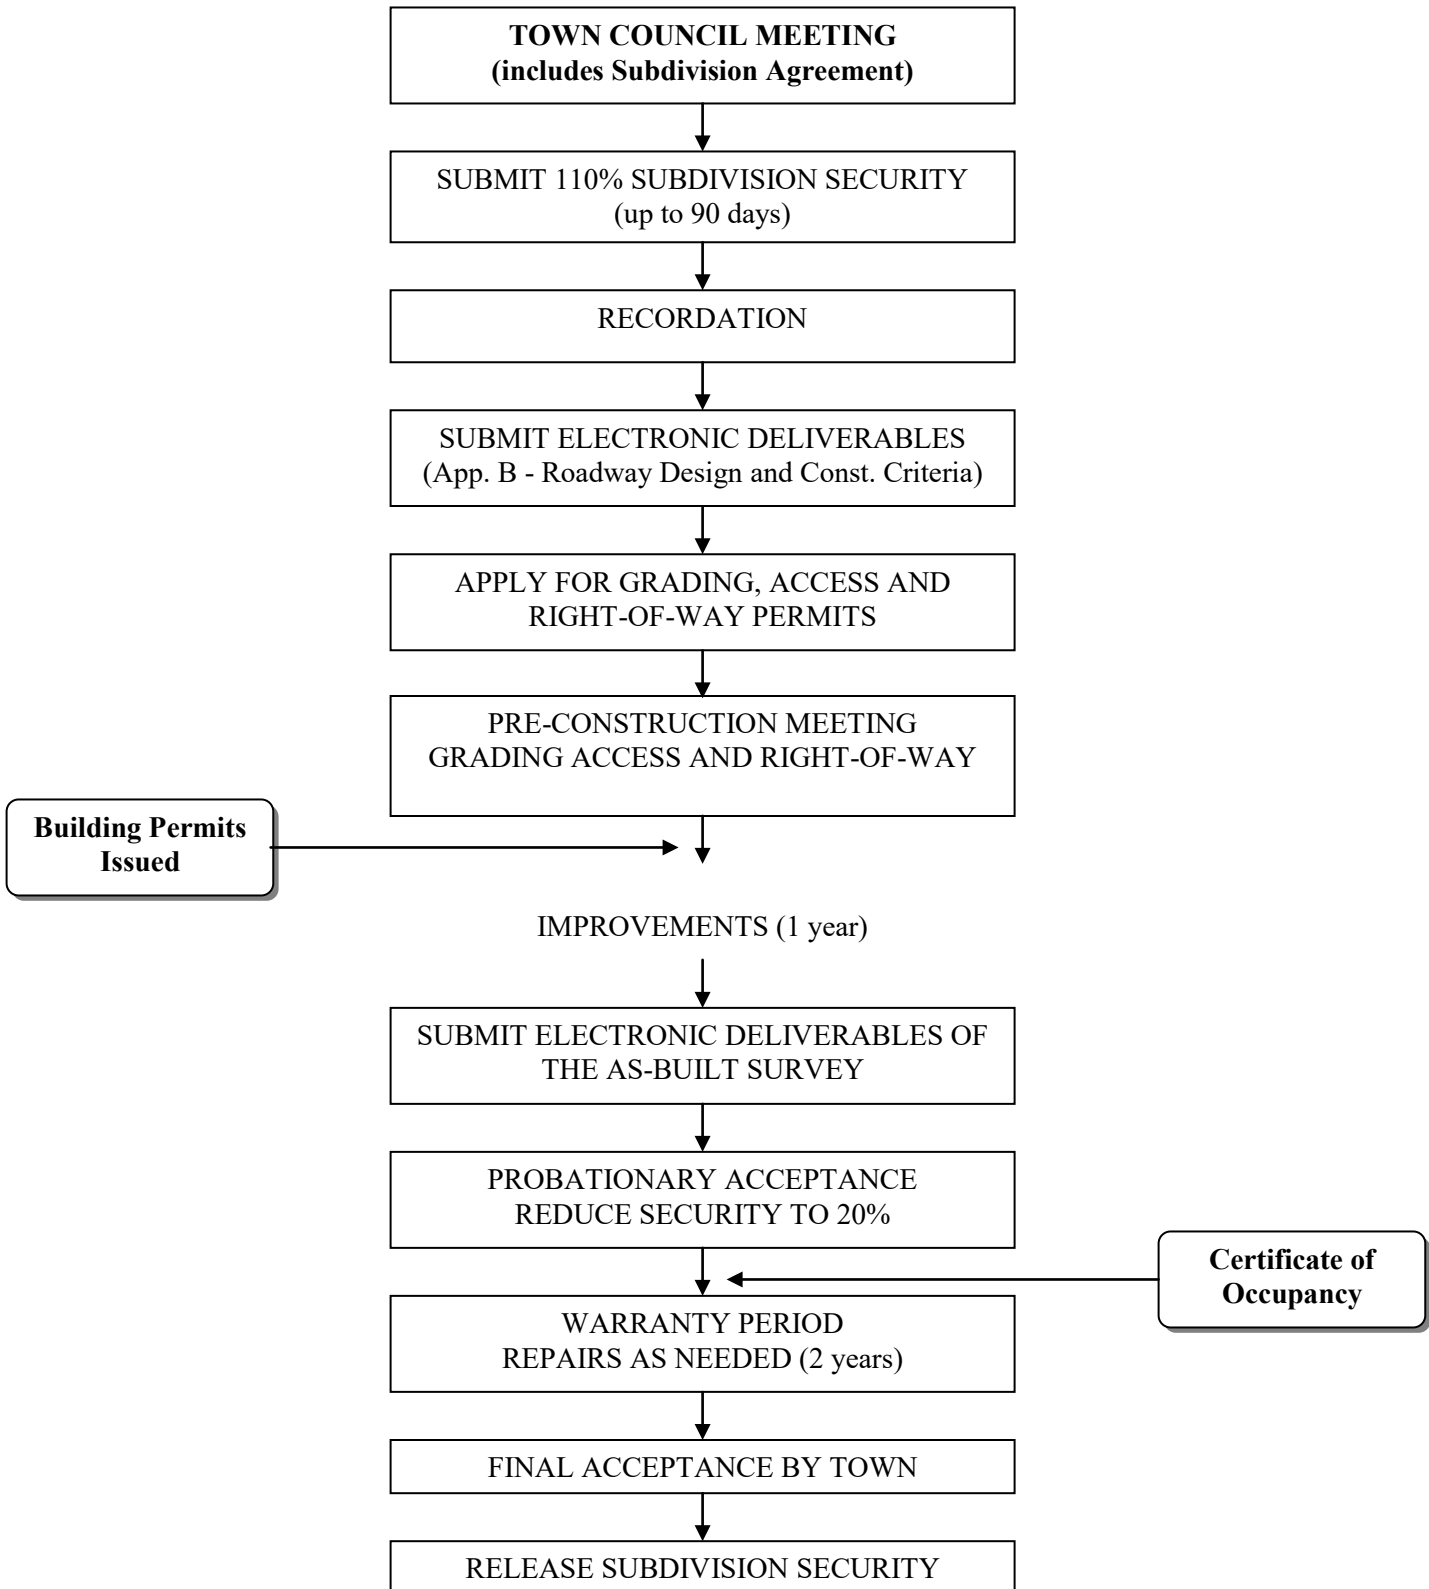 TOWN COUNCIL MEETING
(includes Subdivision Agreement)
SUBMIT 110% SUBDIVISION SECURITY
(up to 90 days)
RECORDATION
SUBMIT ELECTRONIC DELIVERABLES
(App. B - Roadway Design and Const. Criteria)
APPLY FOR GRADING, ACCESS AND
RIGHT-OF-WAY PERMITS
PRE-CONSTRUCTION MEETING
GRADING ACCESS AND RIGHT-OF-WAY
Building Permits
Issued
IMPROVEMENTS (1 year)
SUBMIT ELECTRONIC DELIVERABLES OF
THE AS-BUILT SURVEY
PROBATIONARY ACCEPTANCE
REDUCE SECURITY TO 20%
Certificate of
Occupancy
WARRANTY PERIOD
REPAIRS AS NEEDED (2 years)
FINAL ACCEPTANCE BY TOWN
RELEASE SUBDIVISION SECURITY